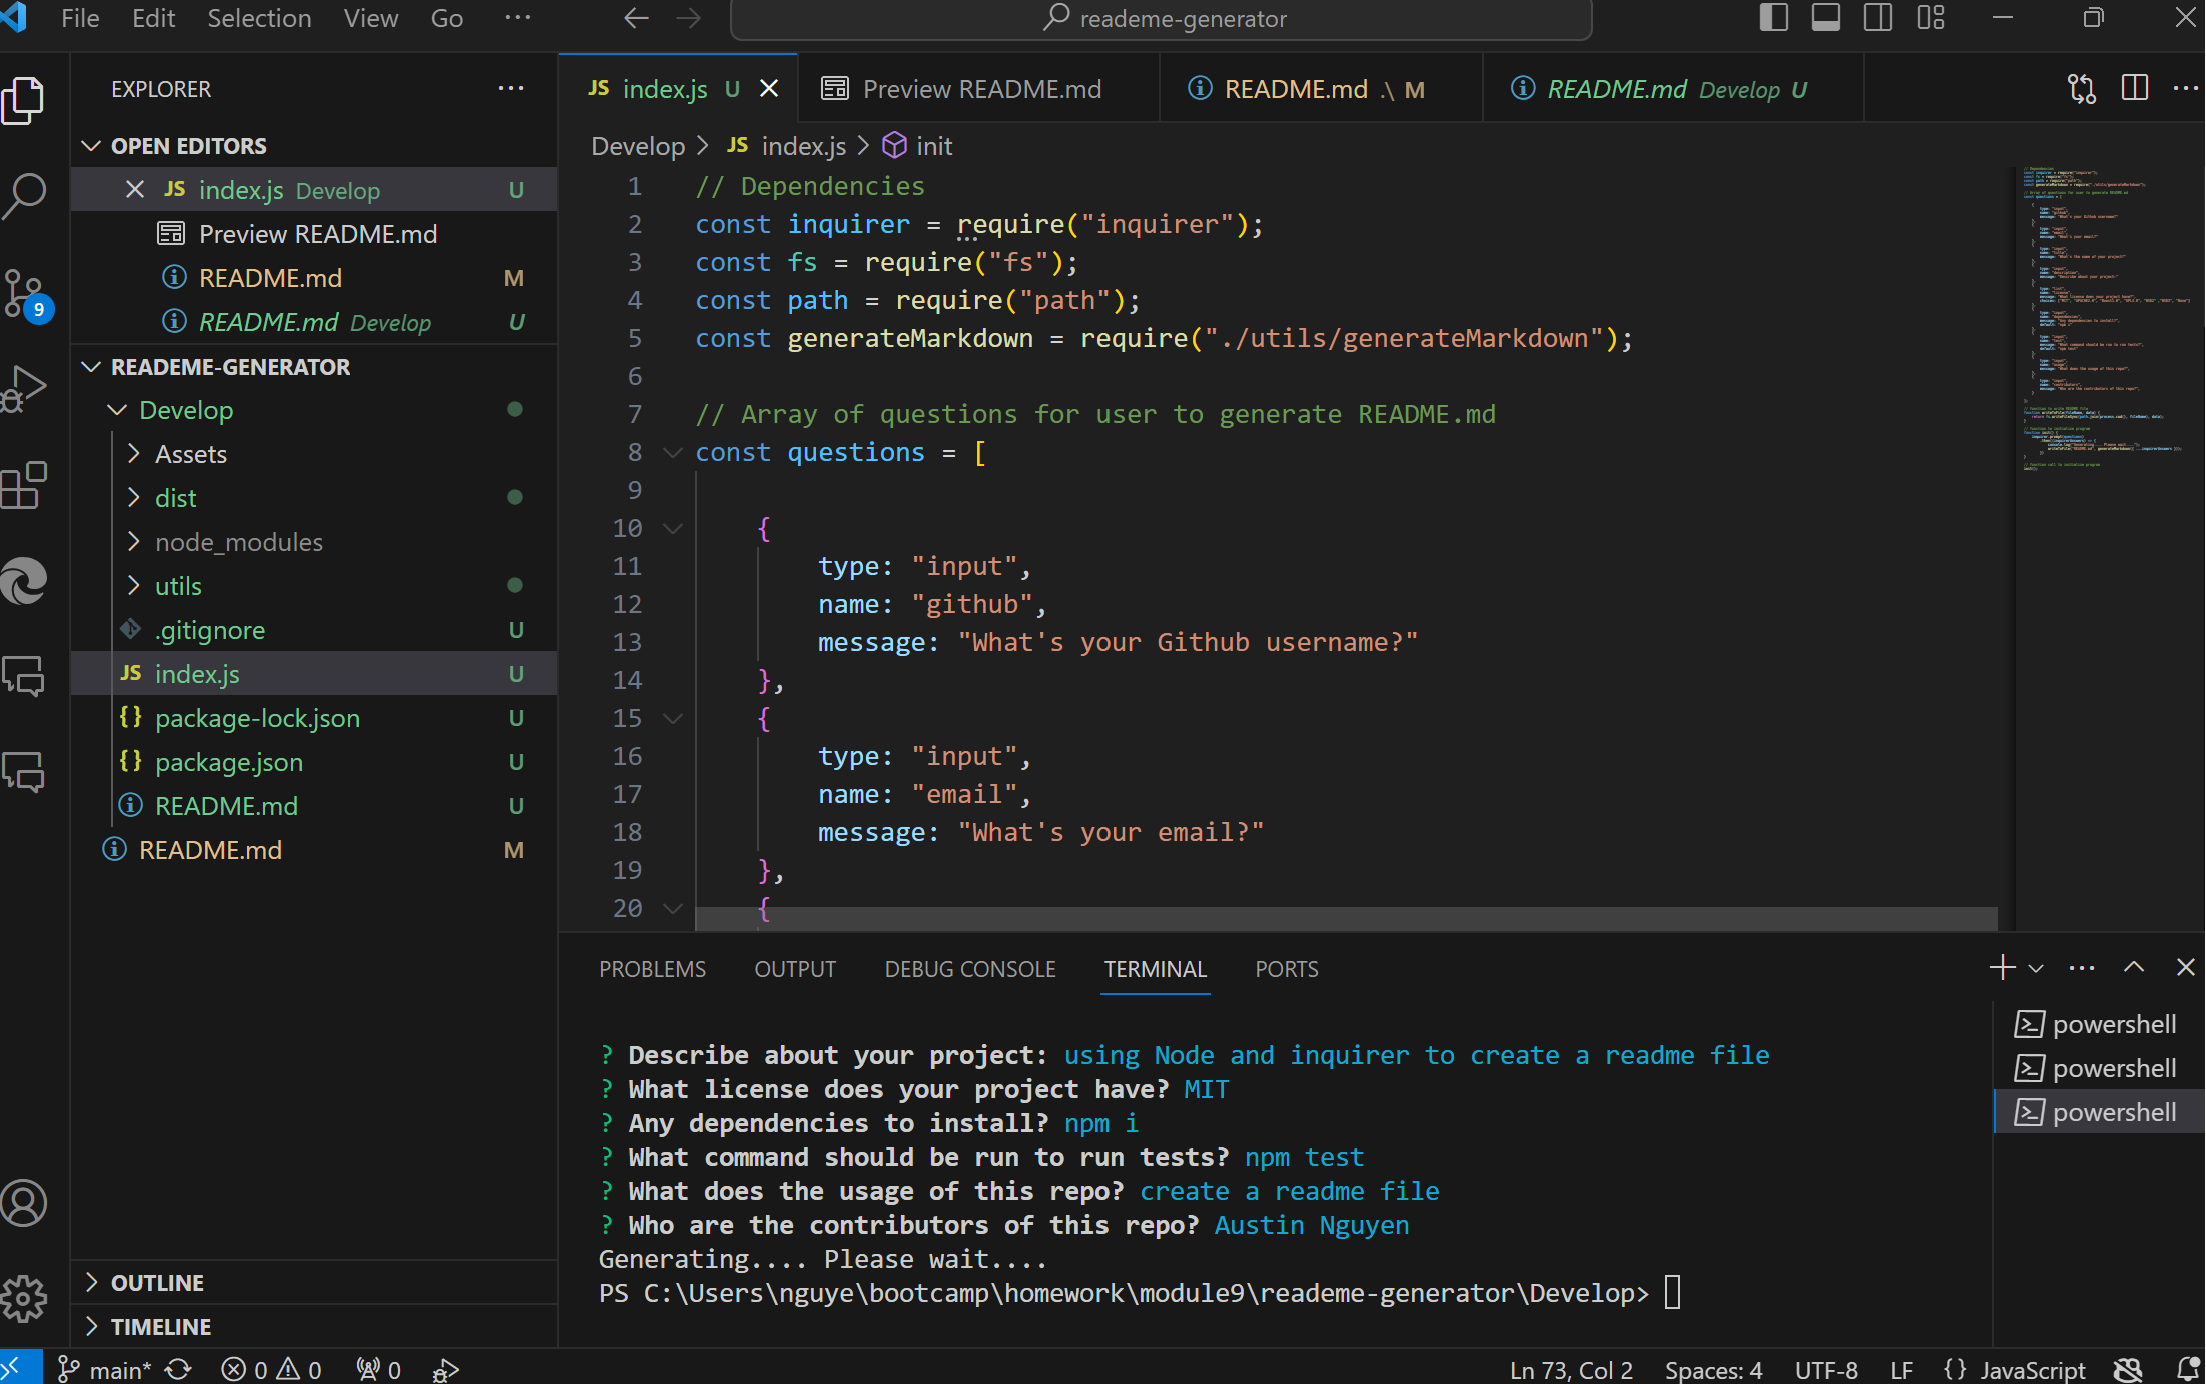 File Edit Selection View Go ···
reademe-generator
EXPLORER ···
OPEN EDITORS
JS index.js Develop U
Preview README.md
README.md M
README.md Develop U
READEME-GENERATOR
Develop
Assets
dist
node_modules
utils
.gitignore U
JS index.js U
{} package-lock.json U
{} package.json U
README.md U
README.md M
OUTLINE
TIMELINE
9
JS index.js U
Preview README.md
README.md .\ M
README.md Develop U
Develop > JS index.js > init
1 // Dependencies
2 const inquirer = require("inquirer");
3 const fs = require("fs");
4 const path = require("path");
5 const generateMarkdown = require("./utils/generateMarkdown");
6
7 // Array of questions for user to generate README.md
8 const questions = [
9
10 {
11 type: "input",
12 name: "github",
13 message: "What's your Github username?"
14 },
15 {
16 type: "input",
17 name: "email",
18 message: "What's your email?"
19 },
20 {
PROBLEMS OUTPUT DEBUG CONSOLE TERMINAL PORTS
? Describe about your project: using Node and inquirer to create a readme file
? What license does your project have? MIT
? Any dependencies to install? npm i
? What command should be run to run tests? npm test
? What does the usage of this repo? create a readme file
? Who are the contributors of this repo? Austin Nguyen
Generating.... Please wait....
PS C:\Users\nguye\bootcamp\homework\module9\reademe-generator\Develop>
powershell
powershell
powershell
main* 0 0 0 Ln 73, Col 2 Spaces: 4 UTF-8 LF {} JavaScript